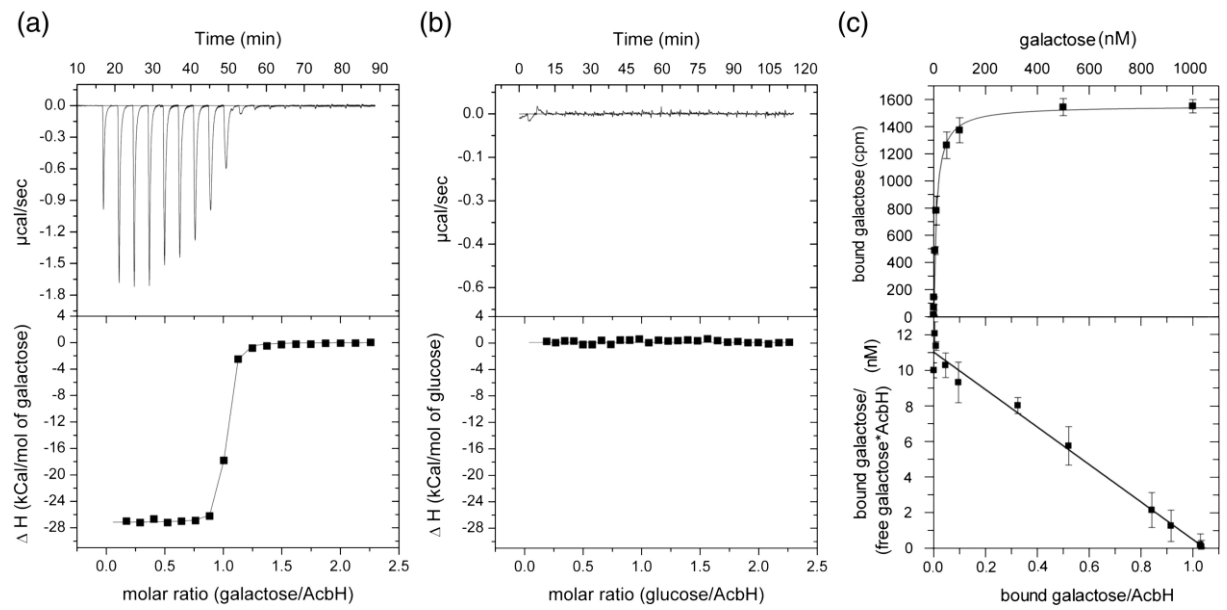 (a)
Time (min)
10 20 30 40 50 60 70 80 90
0.0
-0.3
-0.6
-0.9
-1.2
-1.5
-1.8
µcal/sec
4
0
-4
-8
-12
-16
-20
-24
-28
Δ H (kCal/mol of galactose)
0.0 0.5 1.0 1.5 2.0 2.5
molar ratio (galactose/AcbH)
(b)
Time (min)
0 15 30 45 60 75 90 105 120
0.0
-0.1
-0.3
-0.4
-0.6
µcal/sec
4
0
-4
-8
-12
-16
-20
-24
-28
Δ H (kCal/mol of glucose)
0.0 0.5 1.0 1.5 2.0 2.5
molar ratio (glucose/AcbH)
(c)
galactose (nM)
0 200 400 600 800 1000
1600
1400
1200
1000
800
600
400
200
0
bound galactose (cpm)
12
10
8
6
4
2
0
bound galactose/
(free galactose*AcbH) (nM)
0.0 0.2 0.4 0.6 0.8 1.0
bound galactose/AcbH